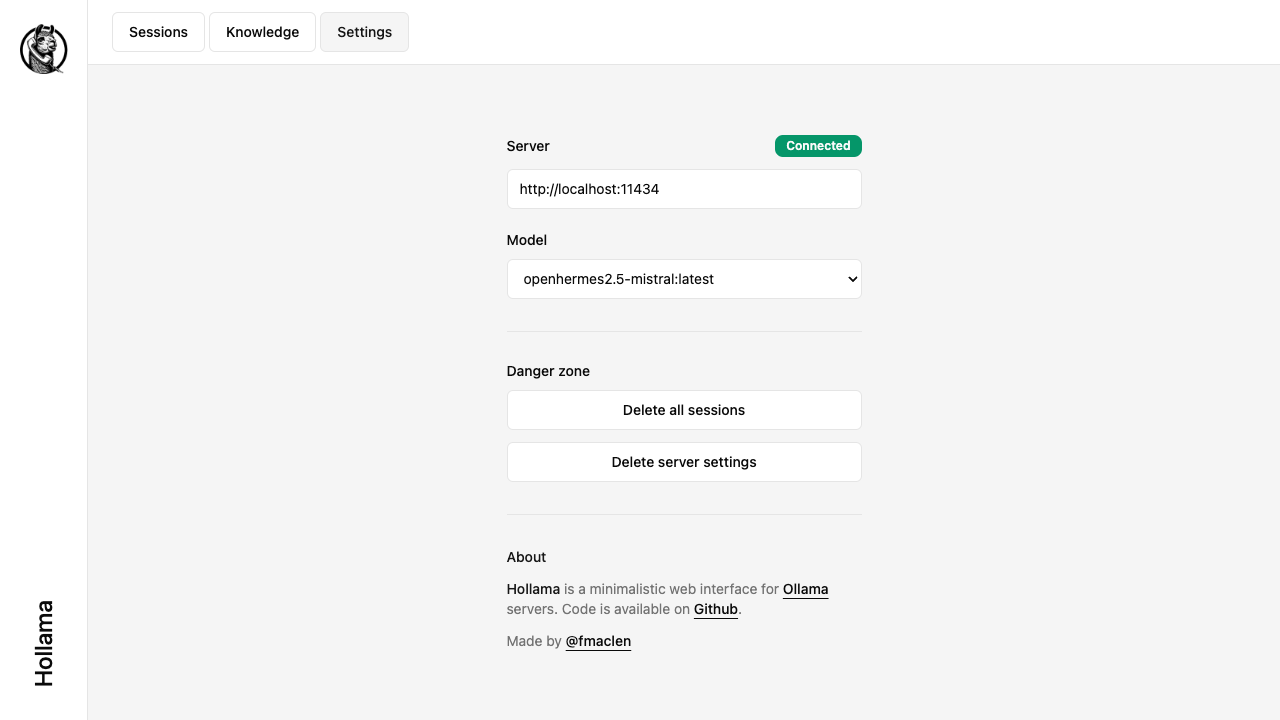 Sessions
Knowledge
Settings
Server
Connected
http://localhost:11434
Model
openhermes2.5-mistral:latest
Danger zone
Delete all sessions
Delete server settings
About
Hollama is a minimalistic web interface for Ollama
servers. Code is available on Github.
Made by @fmaclen
Hollama